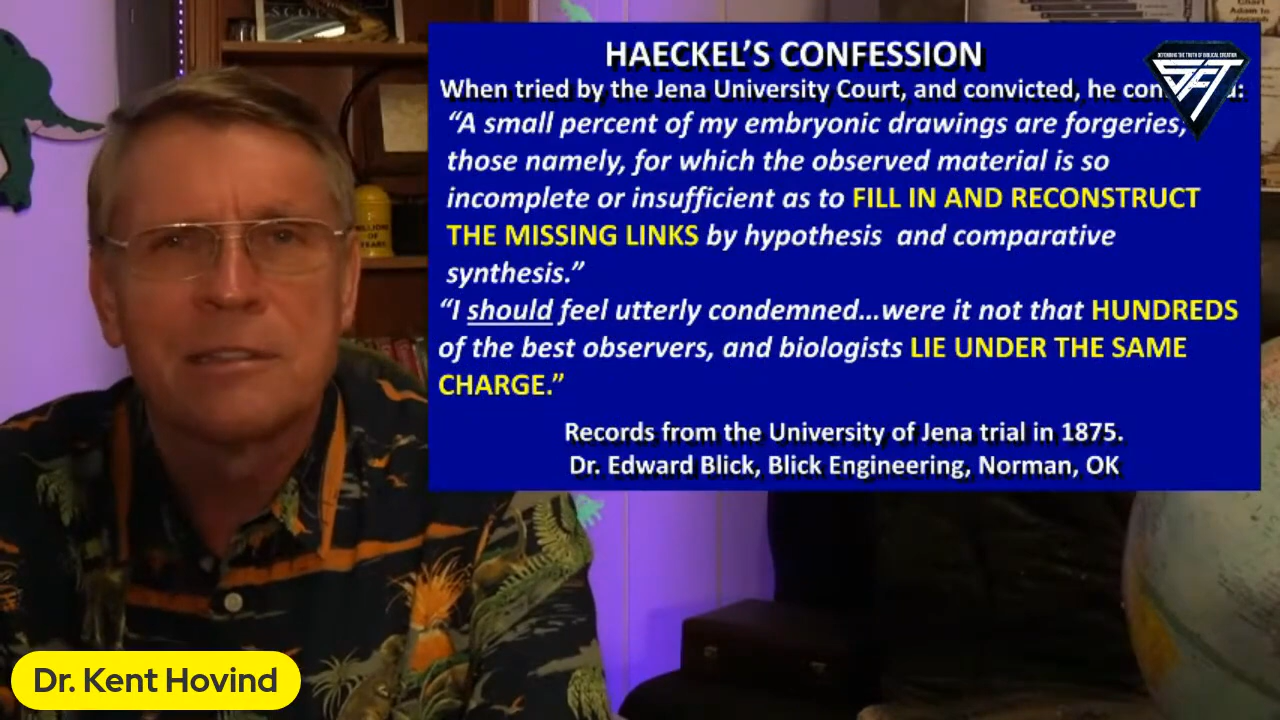 HAECKEL'S CONFESSION
When tried by the Jena University Court, and convicted, he
"A small percent of my embryonic drawings are forgeries,
those namely, for which the observed material is so
incomplete or insufficient as to FILL IN AND RECONSTRUCT
THE MISSING LINKS by hypothesis and comparative
synthesis."
"I should feel utterly condemned...were it not that HUNDREDS
of the best observers, and biologists LIE UNDER THE SAME
CHARGE."
Records from the University of Jena trial in 1875.
Dr. Edward Blick, Blick Engineering, Norman, OK
Dr. Kent Hovind